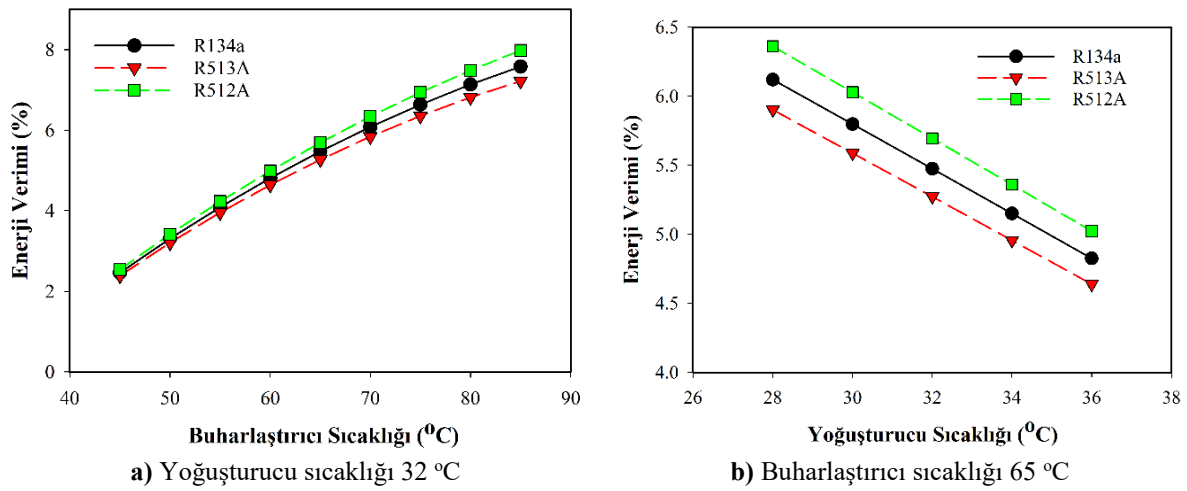 R134a
R513A
R512A
Enerji Verimi (%)
8
6
4
2
0
40
50
60
70
80
90
Buharlaştırıcı Sıcaklığı (⁰C)
a) Yoğuşturucu sıcaklığı 32 ᵒC
R134a
R513A
R512A
Enerji Verimi (%)
6.5
6.0
5.5
5.0
4.5
4.0
26
28
30
32
34
36
38
Yoğuşturucu Sıcaklığı (⁰C)
b) Buharlaştırıcı sıcaklığı 65 ᵒC